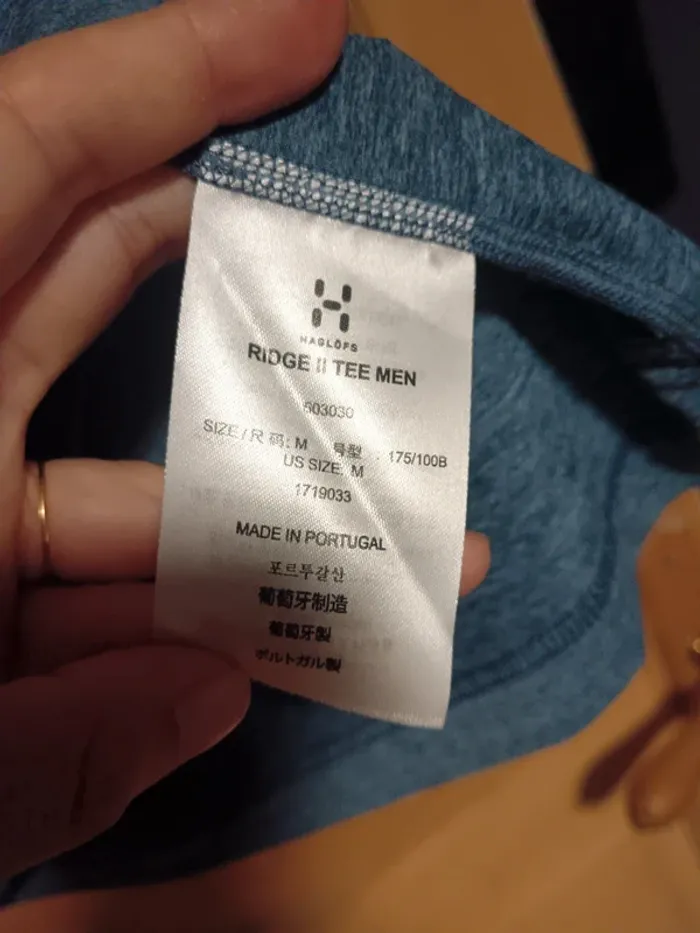 HAGLÖFS
RIDGE II TEE MEN
603030
SIZE / 尺 码: M 号型 : 175/100B
US SIZE: M
1719033
MADE IN PORTUGAL
포르투갈산
葡萄牙制造
葡萄牙製
ポルトガル製